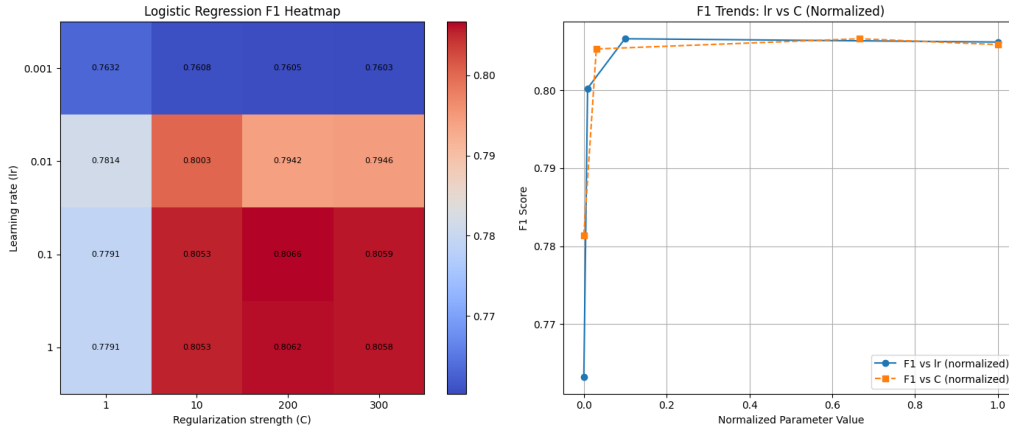 Logistic Regression F1 Heatmap
Learning rate (lr)
0.001
0.01
0.1
1
0.7632 0.7608 0.7605 0.7603
0.7814 0.8003 0.7942 0.7946
0.7791 0.8053 0.8066 0.8059
0.7791 0.8053 0.8062 0.8058
1 10 200 300
Regularization strength (C)
0.80
0.79
0.78
0.77
F1 Trends: lr vs C (Normalized)
F1 Score
0.80
0.79
0.78
0.77
F1 vs lr (normalized)
F1 vs C (normalized)
0.0 0.2 0.4 0.6 0.8 1.0
Normalized Parameter Value